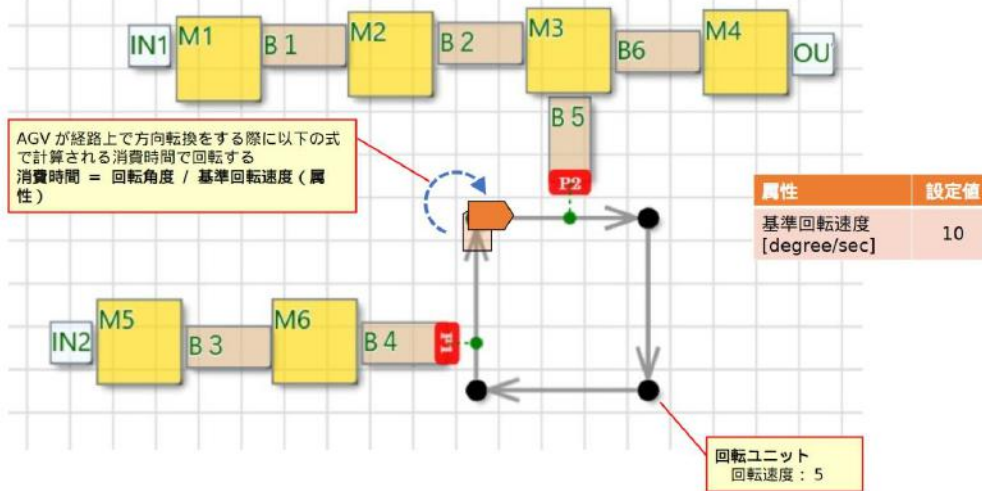 IN1
M1
B 1
M2
B 2
M3
B6
M4
OU
B 5
P2
AGV が経路上で方向転換をする際に以下の式
で計算される消費時間で回転する
消費時間 = 回転角度 / 基準回転速度 ( 属
性 )
属性 設定値
基準回転速度
[degree/sec] 10
IN2
M5
B 3
M6
B 4
P1
回転ユニット
回転速度 : 5